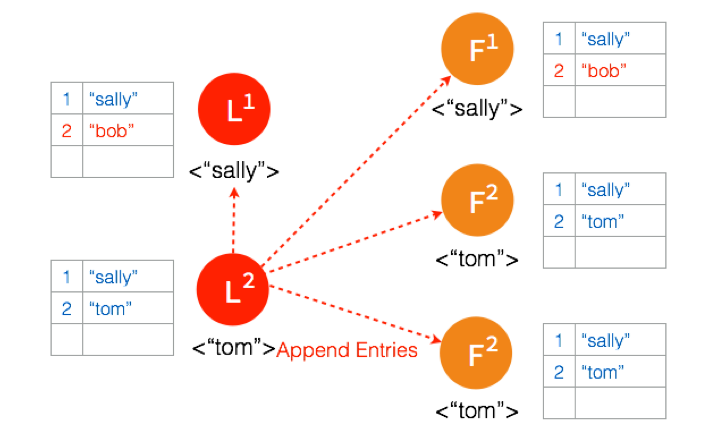 1 “sally”
2 “bob”
L¹
<“sally”>
1 “sally”
2 “tom”
L²
<“tom”>
Append Entries
F¹
<“sally”>
1 “sally”
2 “bob”
F²
<“tom”>
1 “sally”
2 “tom”
F²
<“tom”>
1 “sally”
2 “tom”